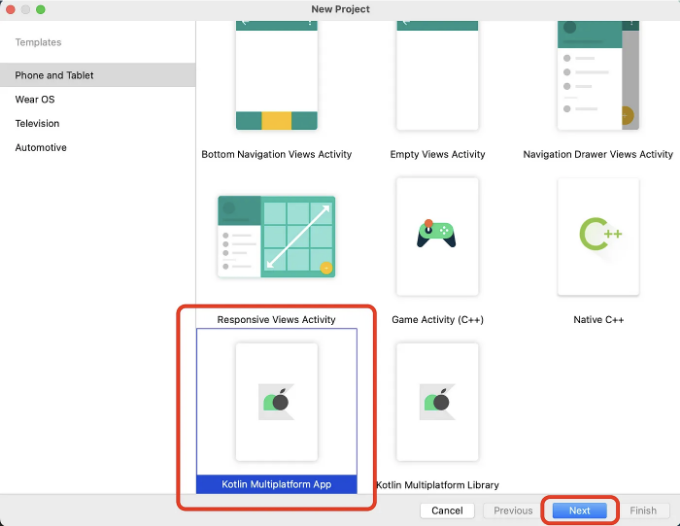 New Project
Templates
Phone and Tablet
Wear OS
Television
Automotive
Bottom Navigation Views Activity
Empty Views Activity
Navigation Drawer Views Activity
C++
Responsive Views Activity
Game Activity (C++)
Native C++
Kotlin Multiplatform App
Kotlin Multiplatform Library
Cancel
Previous
Next
Finish